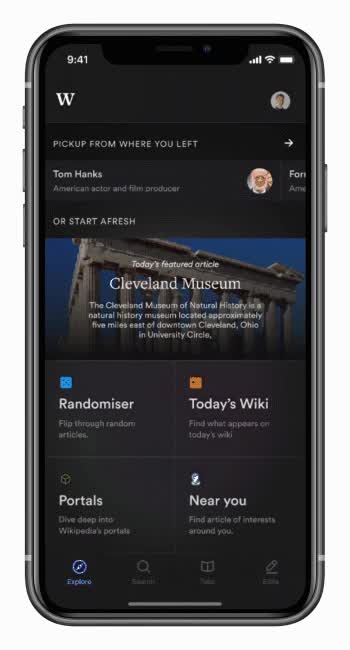 9:41
W
PICKUP FROM WHERE YOU LEFT
Tom Hanks
American actor and film producer
Forr
Ame
OR START AFRESH
Today's featured article
Cleveland Museum
The Cleveland Museum of Natural History is a
natural history museum located approximately
five miles east of downtown Cleveland, Ohio
in University Circle,
Randomiser
Flip through random
articles.
Today's Wiki
Find what appears on
today's wiki
Portals
Dive deep into
Wikipedia's portals
Near you
Find article of interests
around you.
Explore
Search
Tabs
Edits